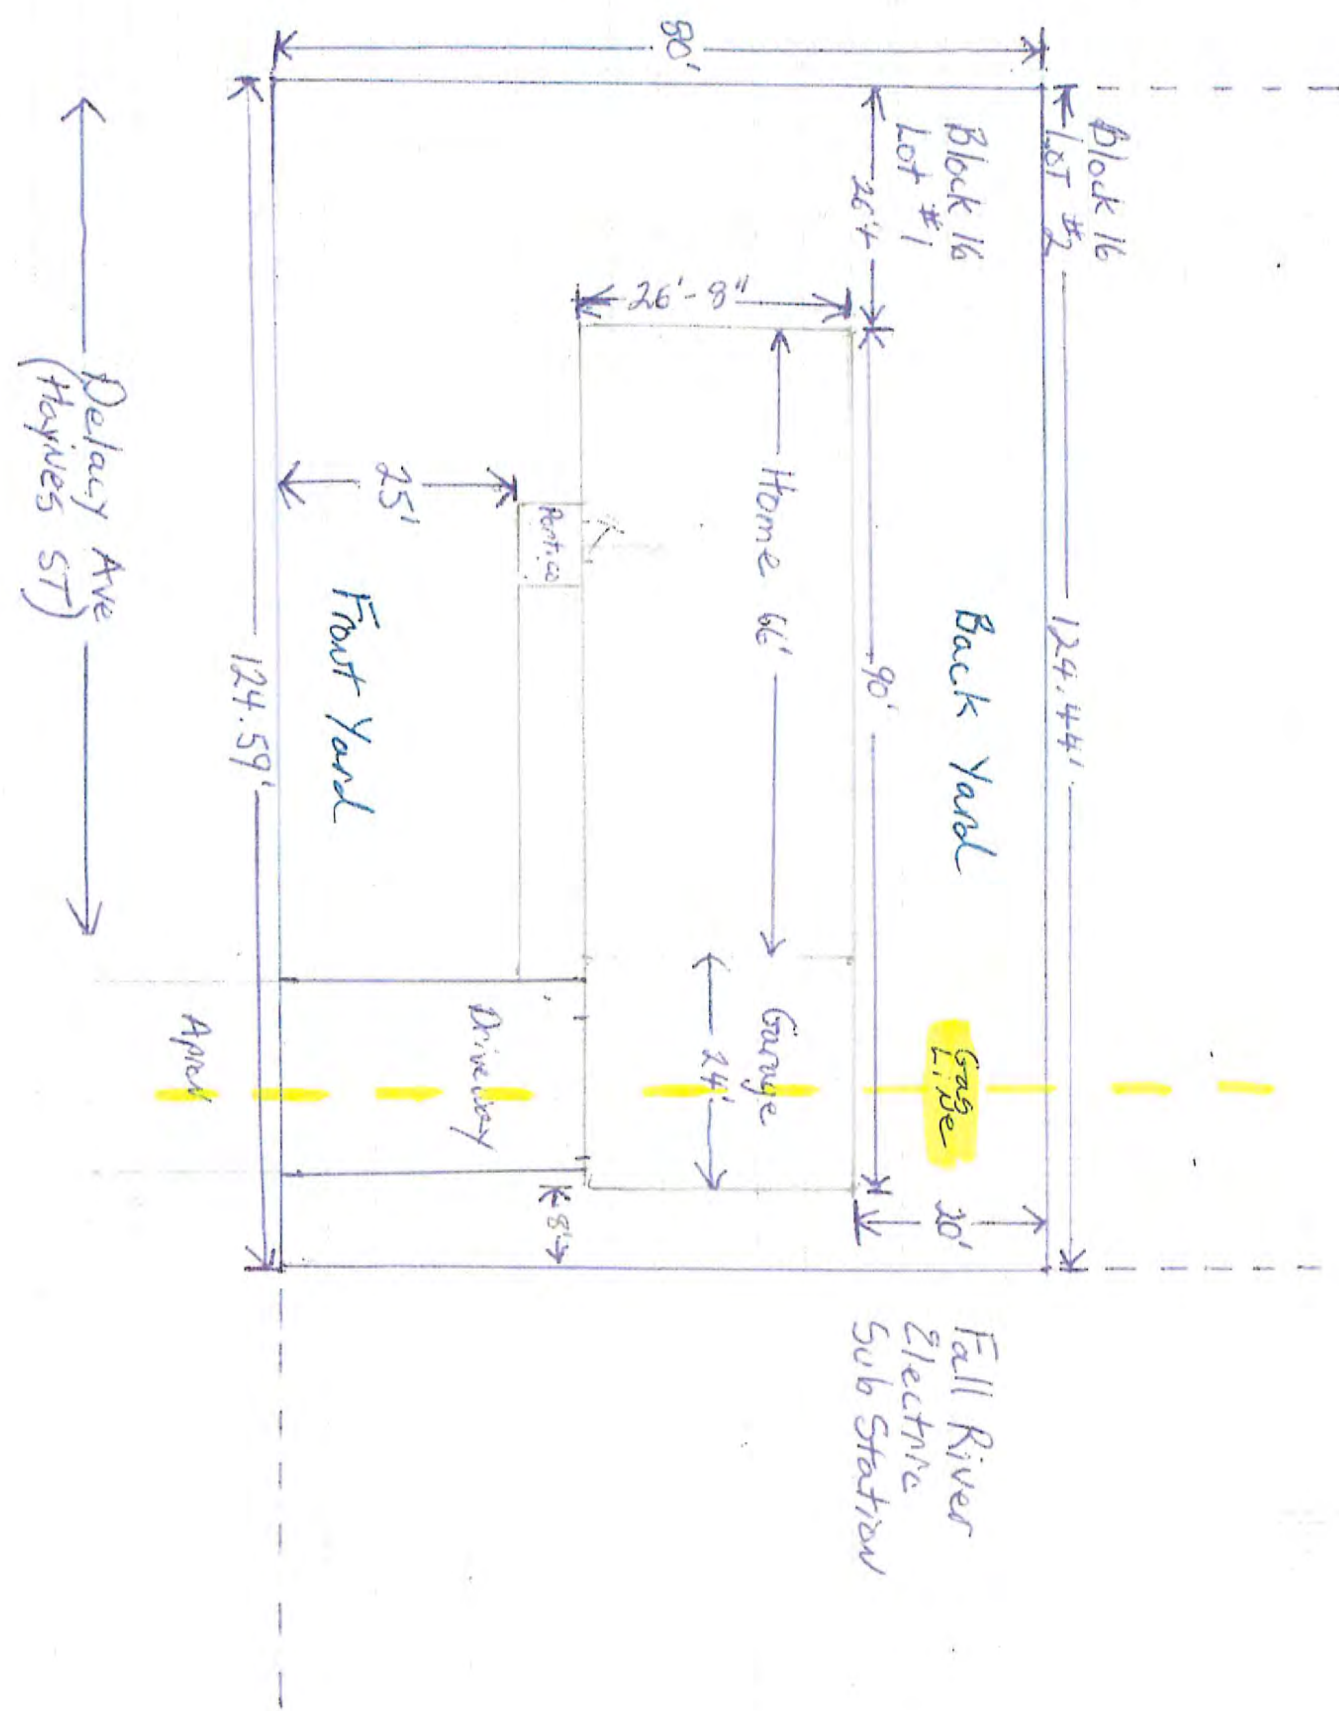 Block 16
LOT #2
124.44'
Fall River
Electric
Sub Station
Block 16
Lot #1
Back Yard
Gas
LiNe
20'
26'+
90'
Home 66'
Garage
24'
26'-8"
80'
8'
Portico
Driveway
25'
Front Yard
124.59'
Apron
Delacy Ave
(HayNes ST)